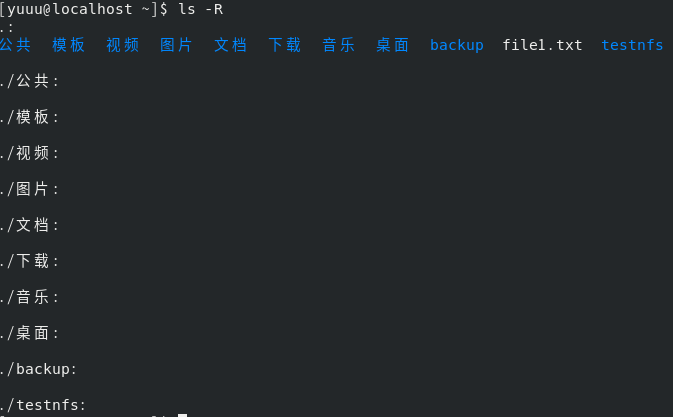 [yuuu@localhost ~]$ ls -R
.:
公共 模板 视频 图片 文档 下载 音乐 桌面 backup file1.txt testnfs
./公共:
./模板:
./视频:
./图片:
./文档:
./下载:
./音乐:
./桌面:
./backup:
./testnfs: